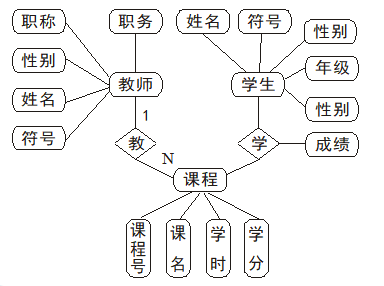 职称
职务
姓名
符号
性别
性别
教师
学生
年级
姓名
性别
符号
1
教
学
成绩
N
课程
课程号
课名
学时
学分